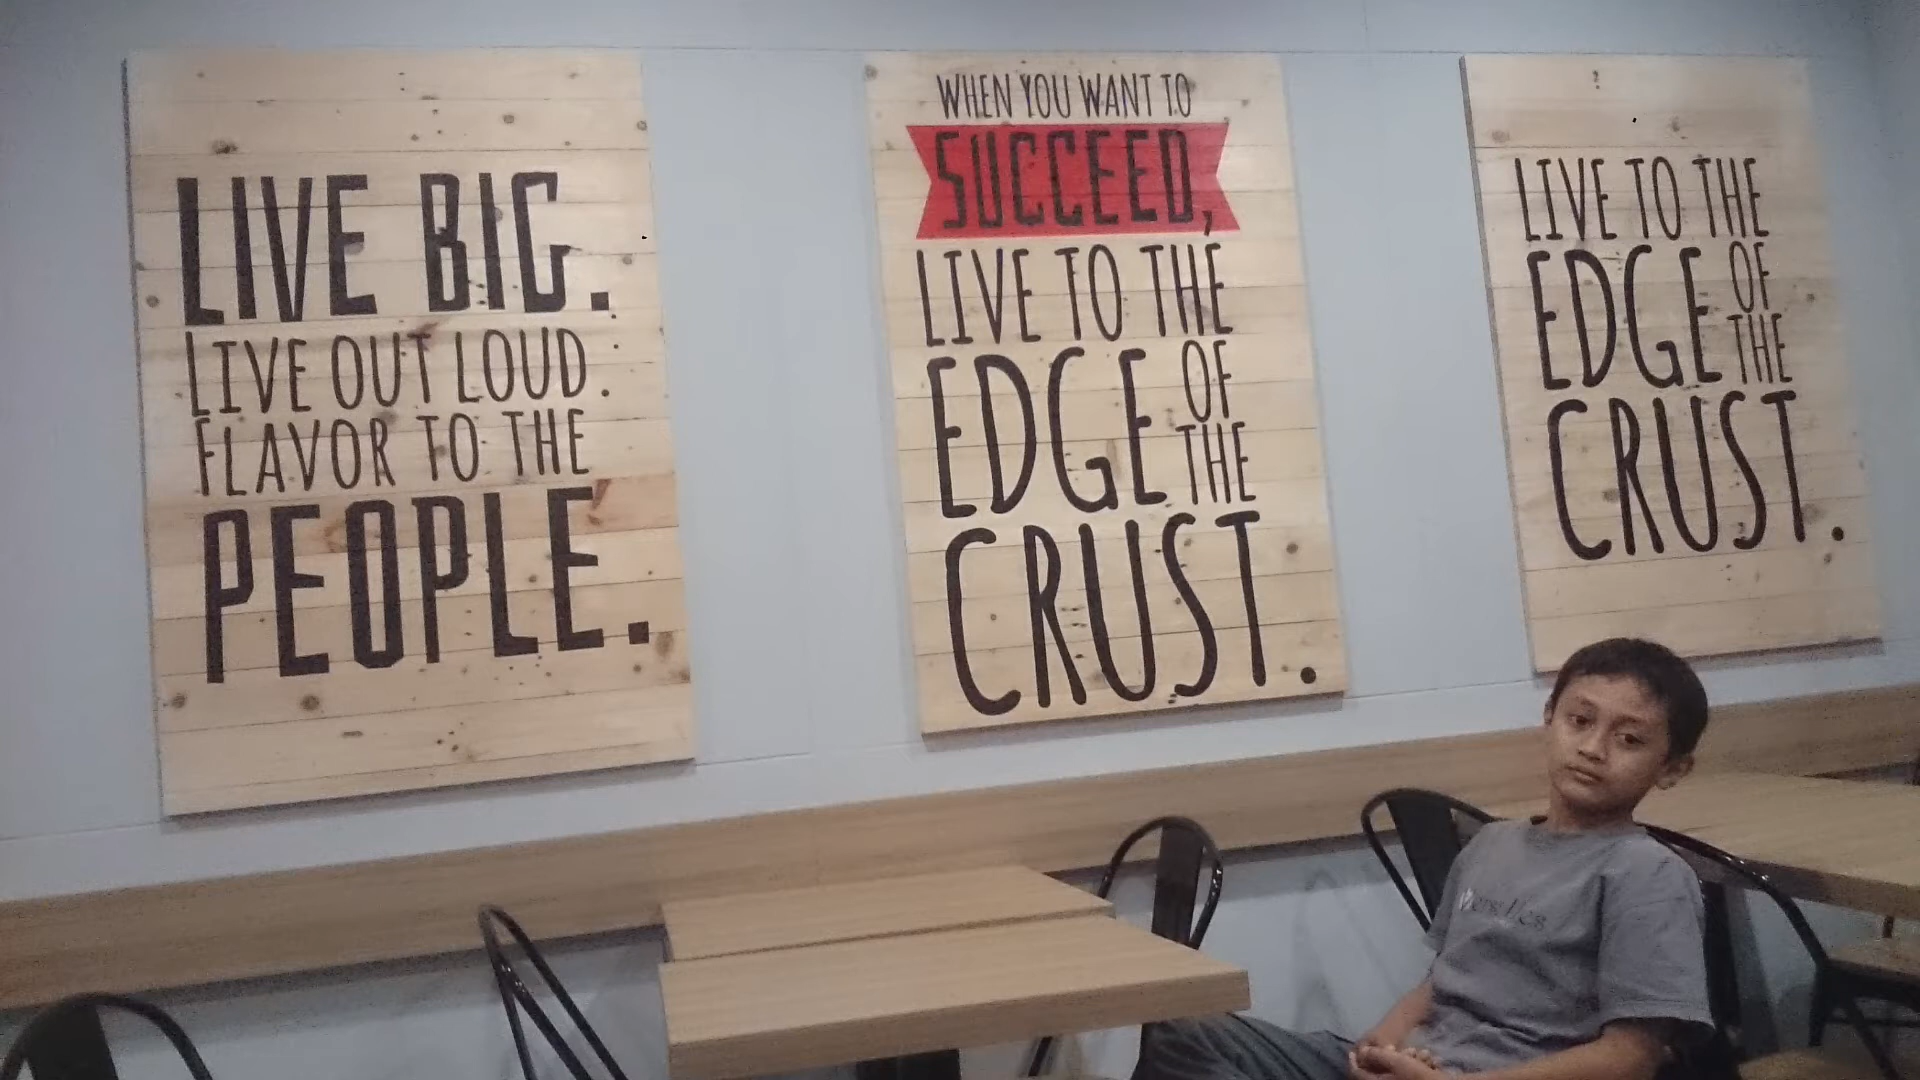 LIVE BIG.
LIVE OUT LOUD.
FLAVOR TO THE
PEOPLE.
WHEN YOU WANT TO
SUCCEED,
LIVE TO THE
EDGE OF THE
CRUST.
LIVE TO THE
EDGE OF THE
CRUST.